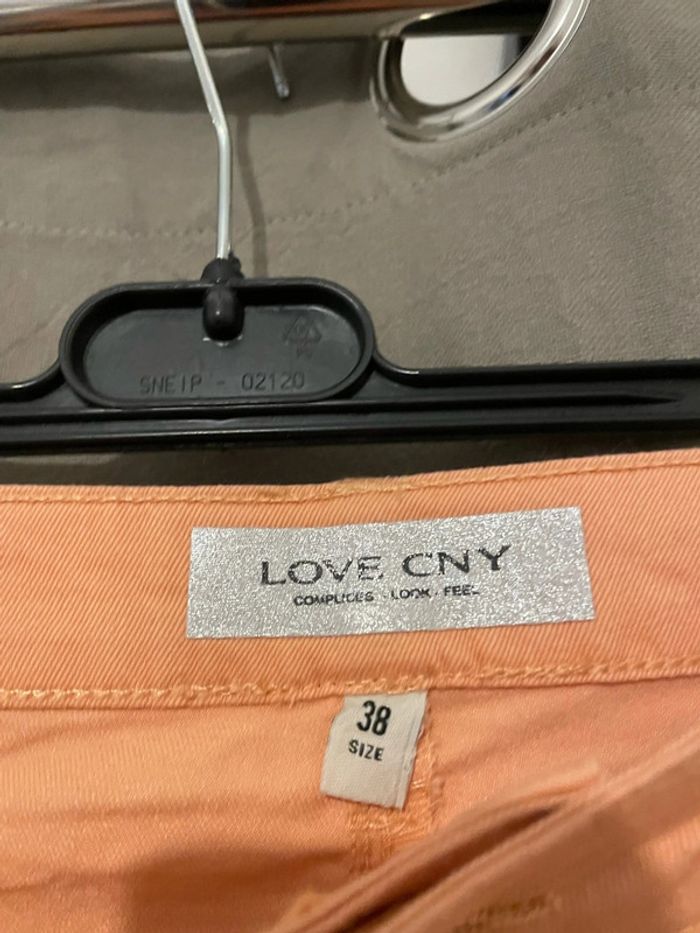 SNEIP - 02120
LOVE CNY
COMPLICES - LOOK - FEEL
38
SIZE